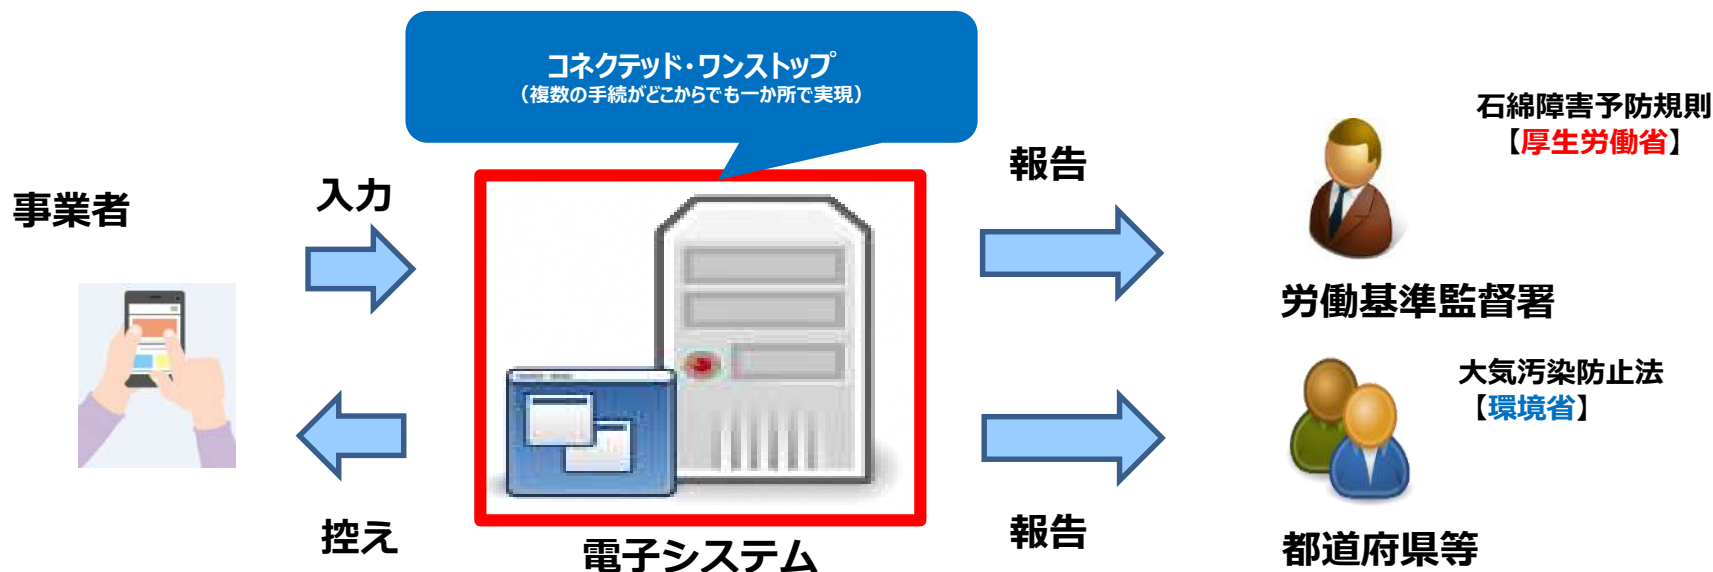 コネクテッド・ワンストップ
（複数の手続がどこからでも一か所で実現）
事業者
入力
控え
電子システム
報告
石綿障害予防規則
【厚生労働省】
労働基準監督署
大気汚染防止法
【環境省】
報告
都道府県等